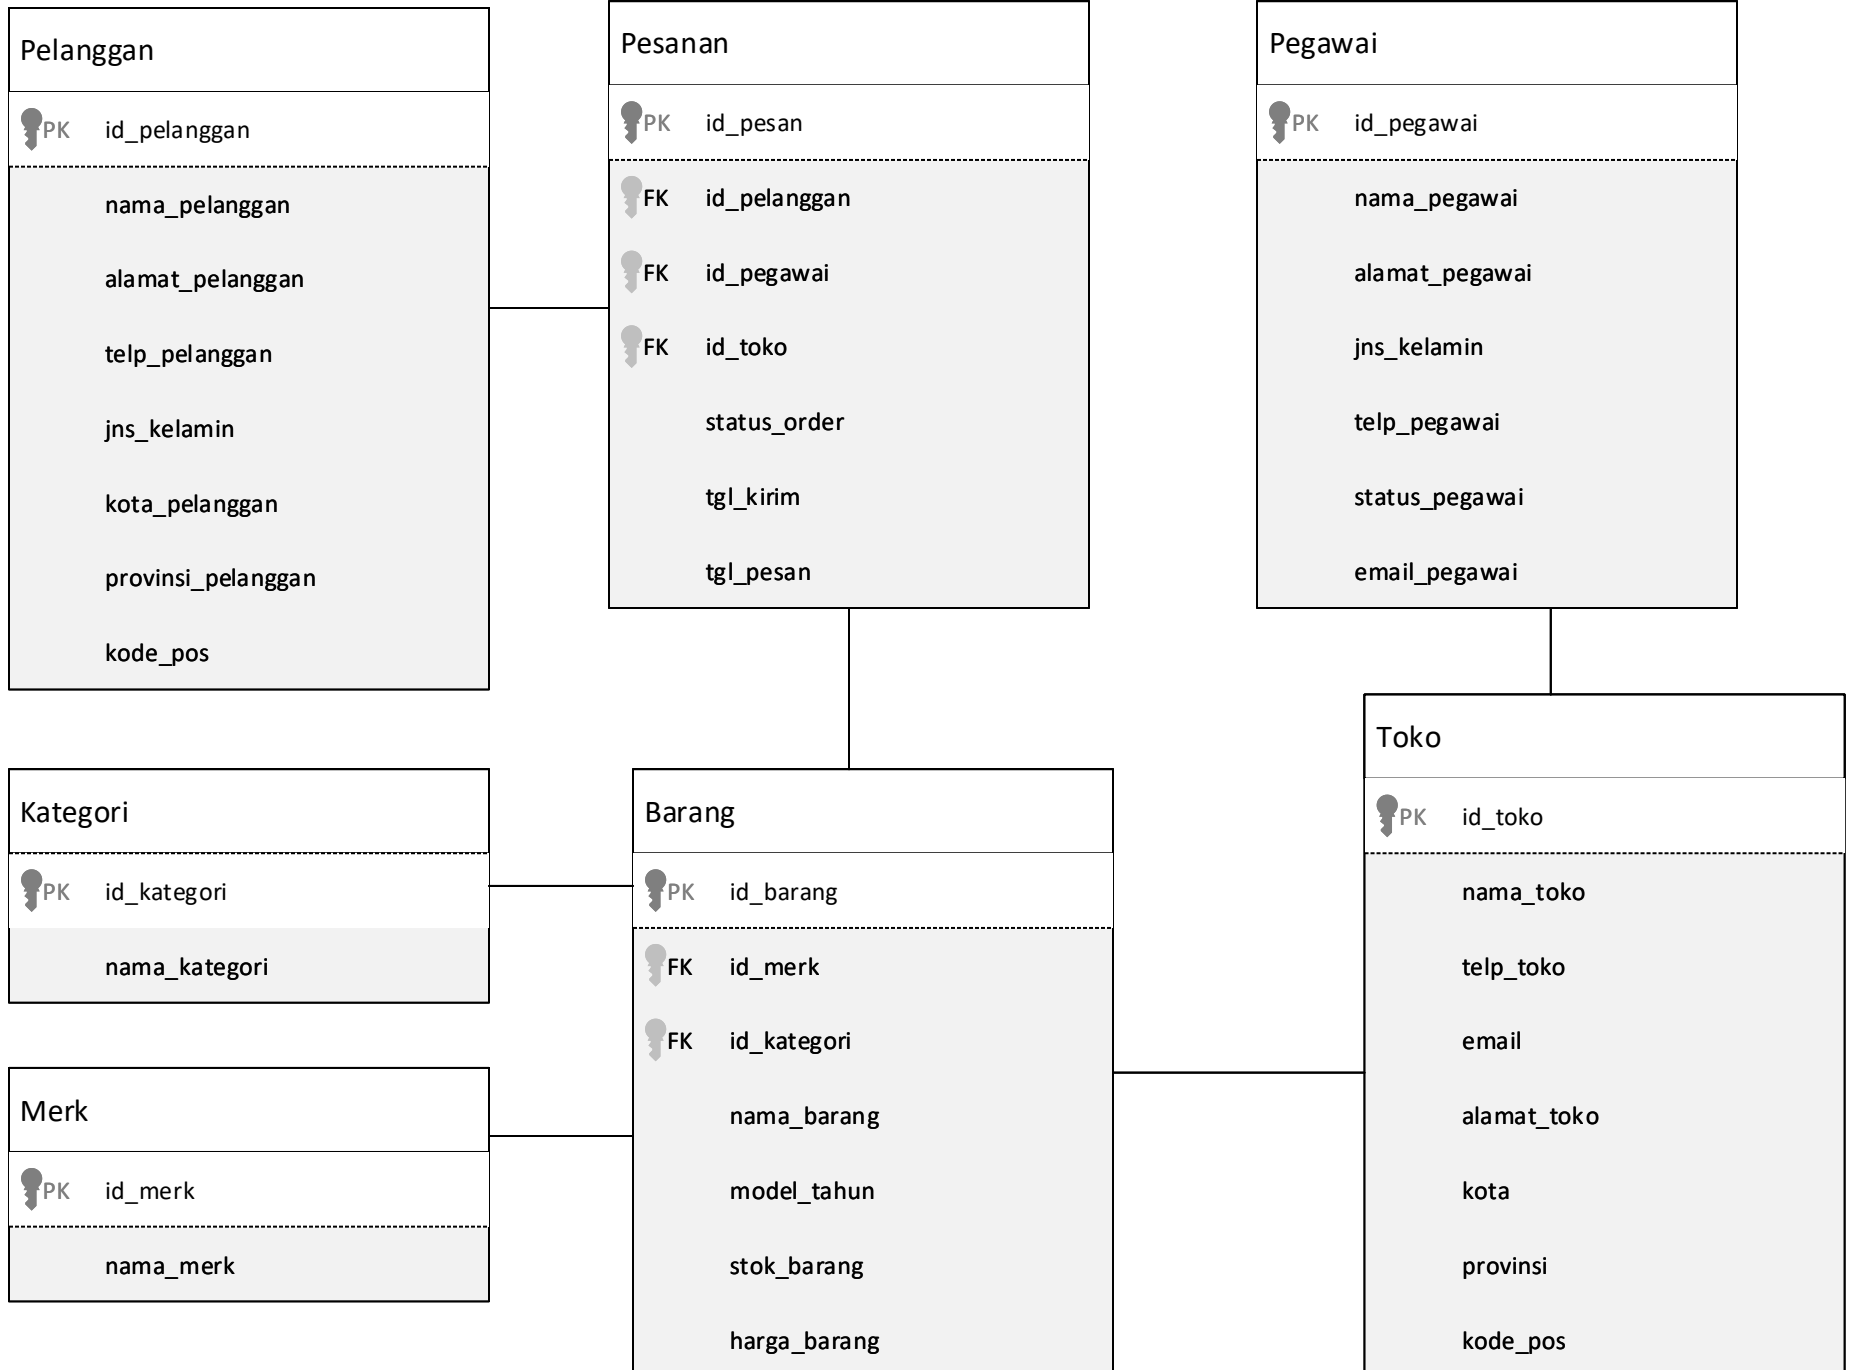 Pelanggan
PK id_pelanggan
nama_pelanggan
alamat_pelanggan
telp_pelanggan
jns_kelamin
kota_pelanggan
provinsi_pelanggan
kode_pos
Pesanan
PK id_pesan
FK id_pelanggan
FK id_pegawai
FK id_toko
status_order
tgl_kirim
tgl_pesan
Pegawai
PK id_pegawai
nama_pegawai
alamat_pegawai
jns_kelamin
telp_pegawai
status_pegawai
email_pegawai
Kategori
PK id_kategori
nama_kategori
Merk
PK id_merk
nama_merk
Barang
PK id_barang
FK id_merk
FK id_kategori
nama_barang
model_tahun
stok_barang
harga_barang
Toko
PK id_toko
nama_toko
telp_toko
email
alamat_toko
kota
provinsi
kode_pos